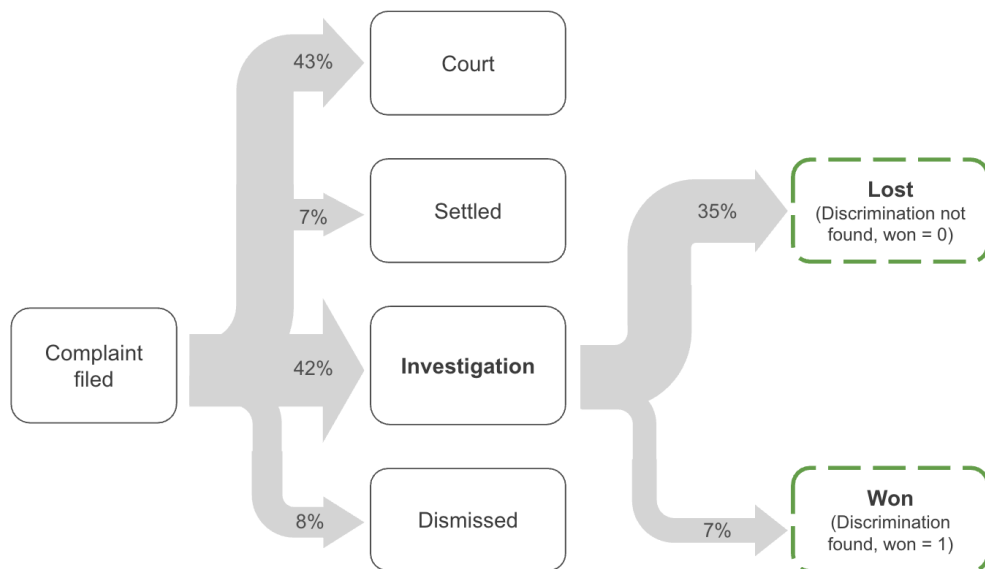 43%
Court
7%
Settled
Complaint
filed
42%
Investigation
8%
Dismissed
35%
Lost
(Discrimination not
found, won = 0)
7%
Won
(Discrimination
found, won = 1)